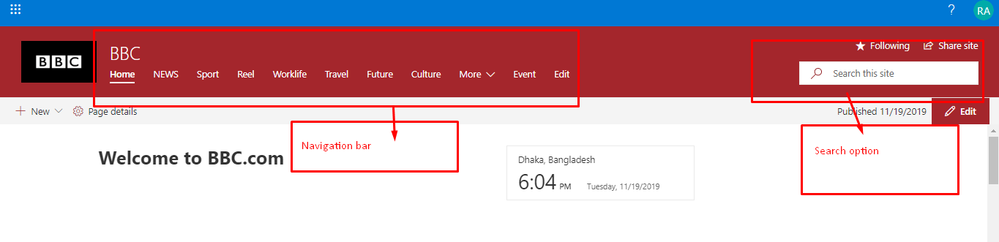 ? RA
BBC
BBC
Following Share site
Home NEWS Sport Reel Worklife Travel Future Culture More Event Edit
Search this site
New Page details
Published 11/19/2019 Edit
Navigation bar
Search option
Welcome to BBC.com
Dhaka, Bangladesh
6:04 PM Tuesday, 11/19/2019